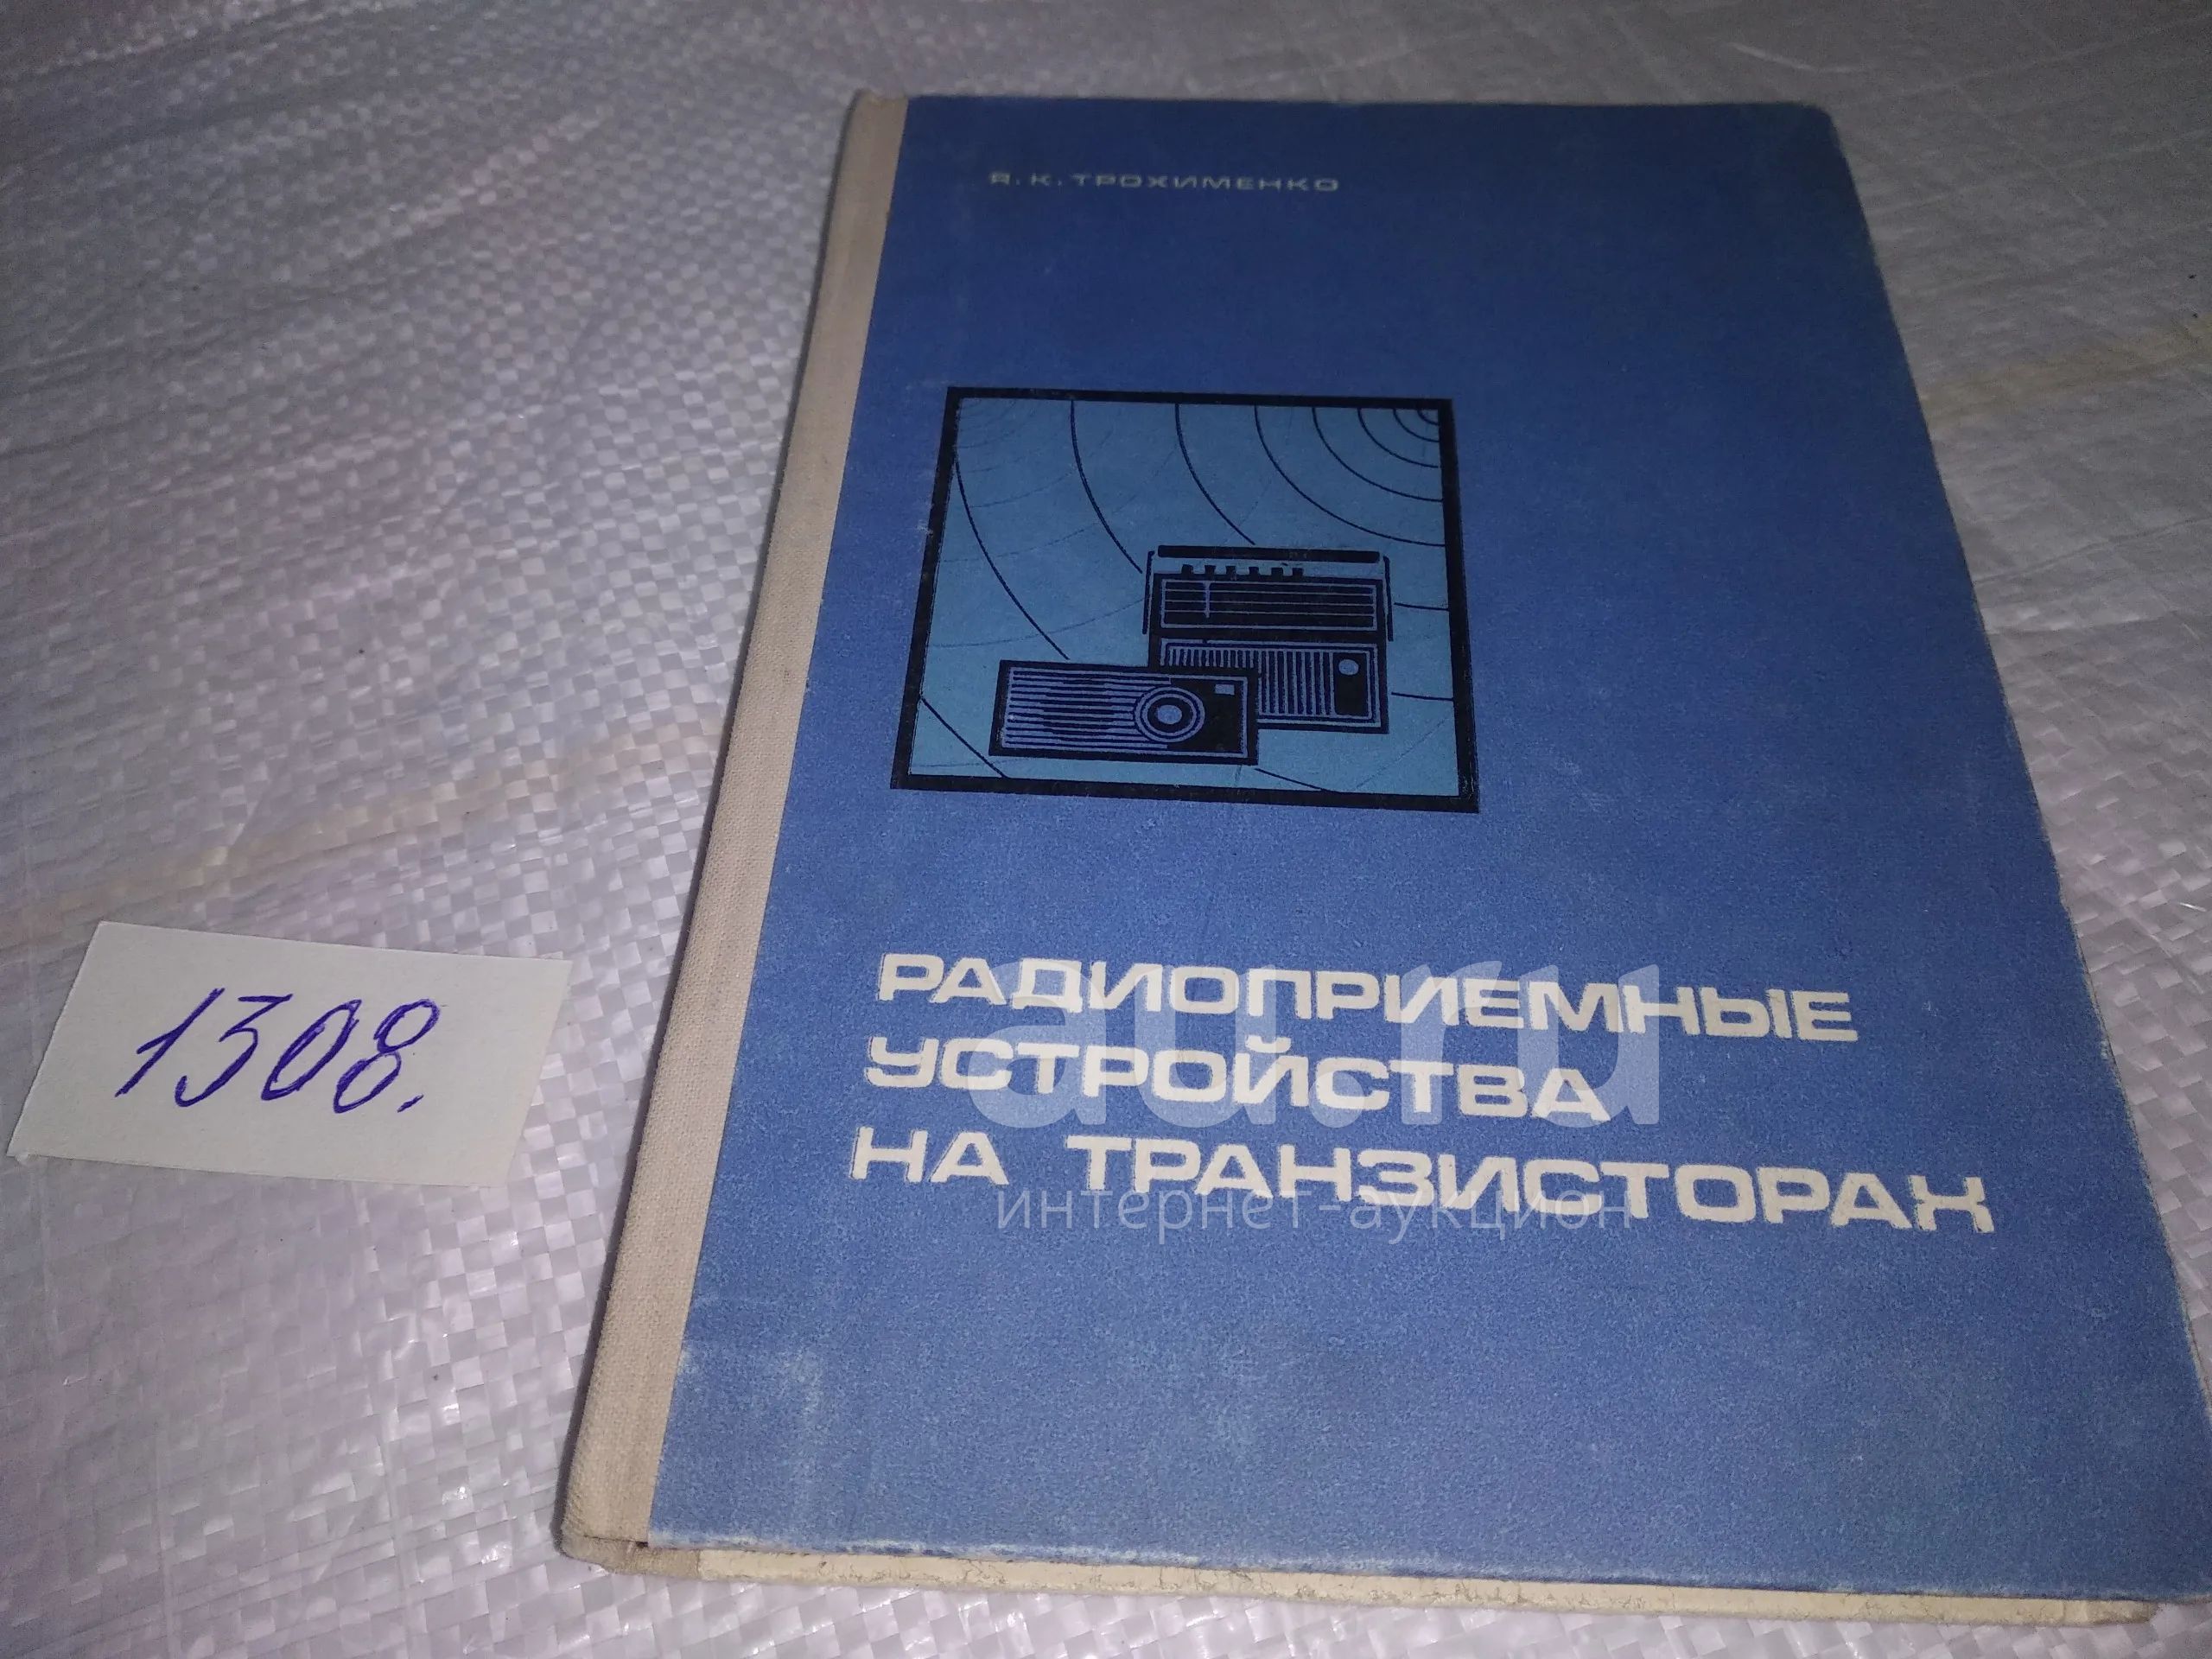 Я. К. ТРОХИМЕНКО
РАДИОПРИЕМНЫЕ
УСТРОЙСТВА
НА ТРАНЗИСТОРАХ
au.ru
интернет-аукцион
1308.